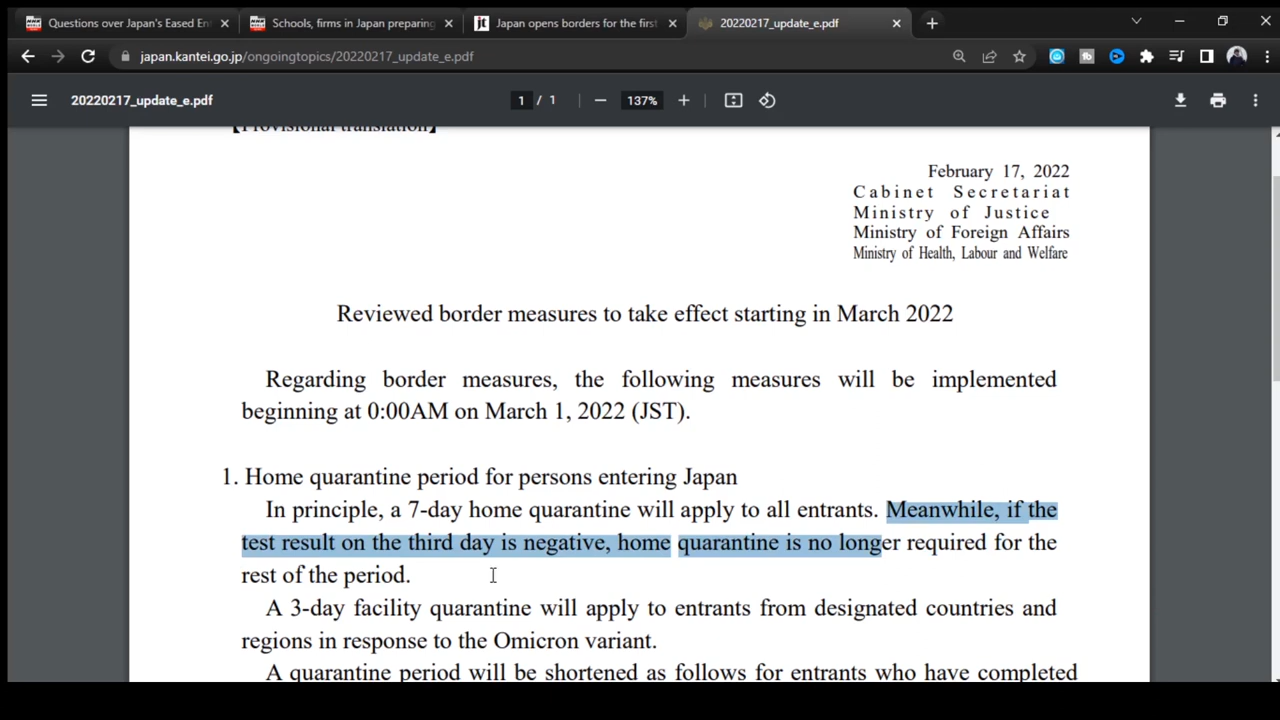 Questions over Japan's Eased En
Schools, firms in Japan preparing
Japan opens borders for the first
20220217_update_e.pdf
japan.kantei.go.jp/ongoingtopics/20220217_update_e.pdf
20220217_update_e.pdf
1 / 1
137%
【Provisional translation】
February 17, 2022
Cabinet Secretariat
Ministry of Justice
Ministry of Foreign Affairs
Ministry of Health, Labour and Welfare
Reviewed border measures to take effect starting in March 2022
Regarding border measures, the following measures will be implemented
beginning at 0:00AM on March 1, 2022 (JST).
1. Home quarantine period for persons entering Japan
In principle, a 7-day home quarantine will apply to all entrants. Meanwhile, if the
test result on the third day is negative, home quarantine is no longer required for the
rest of the period.
A 3-day facility quarantine will apply to entrants from designated countries and
regions in response to the Omicron variant.
A quarantine period will be shortened as follows for entrants who have completed